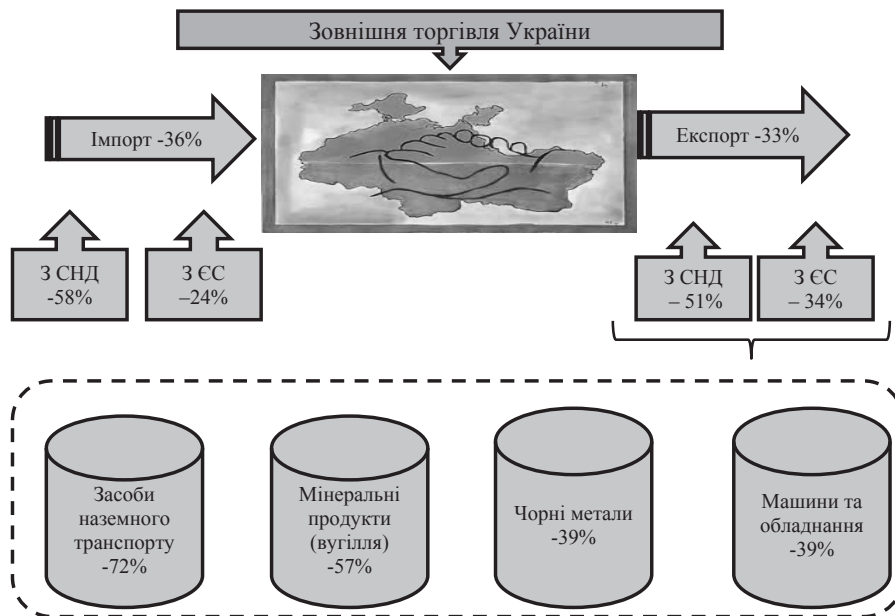 Зовнішня торгівля України
Імпорт -36%
Експорт -33%
З СНД
-58%
З ЄС
–24%
З СНД
– 51%
З ЄС
– 34%
Засоби
наземного
транспорту
-72%
Мінеральні
продукти
(вугілля)
-57%
Чорні метали
-39%
Машини та
обладнання
-39%